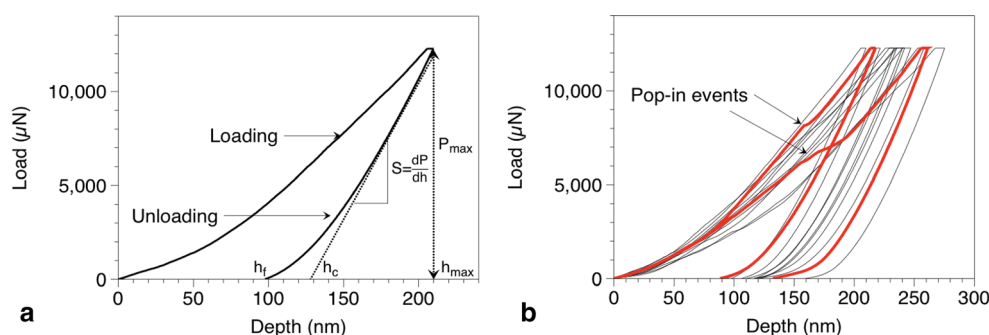 10,000
5,000
0
Load (µN)
Loading
Unloading
S=dP/dh
Pmax
hf
hc
hmax
0
50
100
150
200
Depth (nm)
a
10,000
5,000
0
Load (µN)
Pop-in events
0
50
100
150
200
250
300
Depth (nm)
b